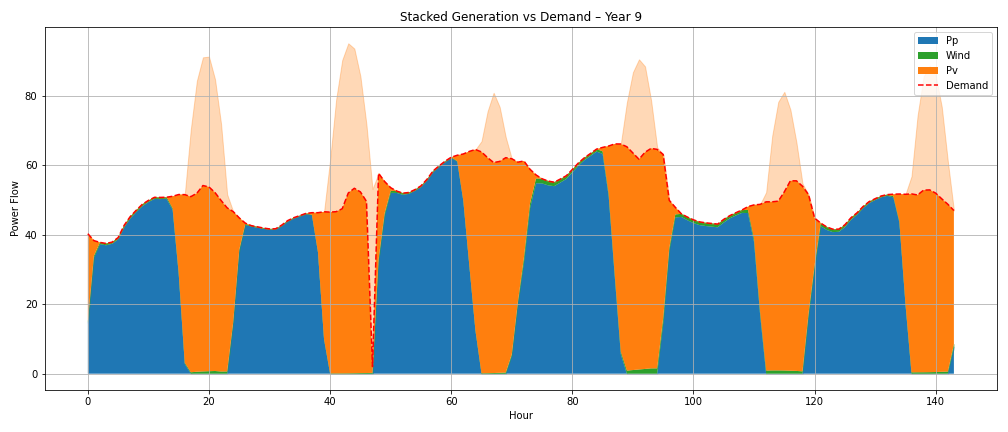 Stacked Generation vs Demand – Year 9
Pp
Wind
Pv
Demand
Power Flow
80
60
40
20
0
0 20 40 60 80 100 120 140
Hour